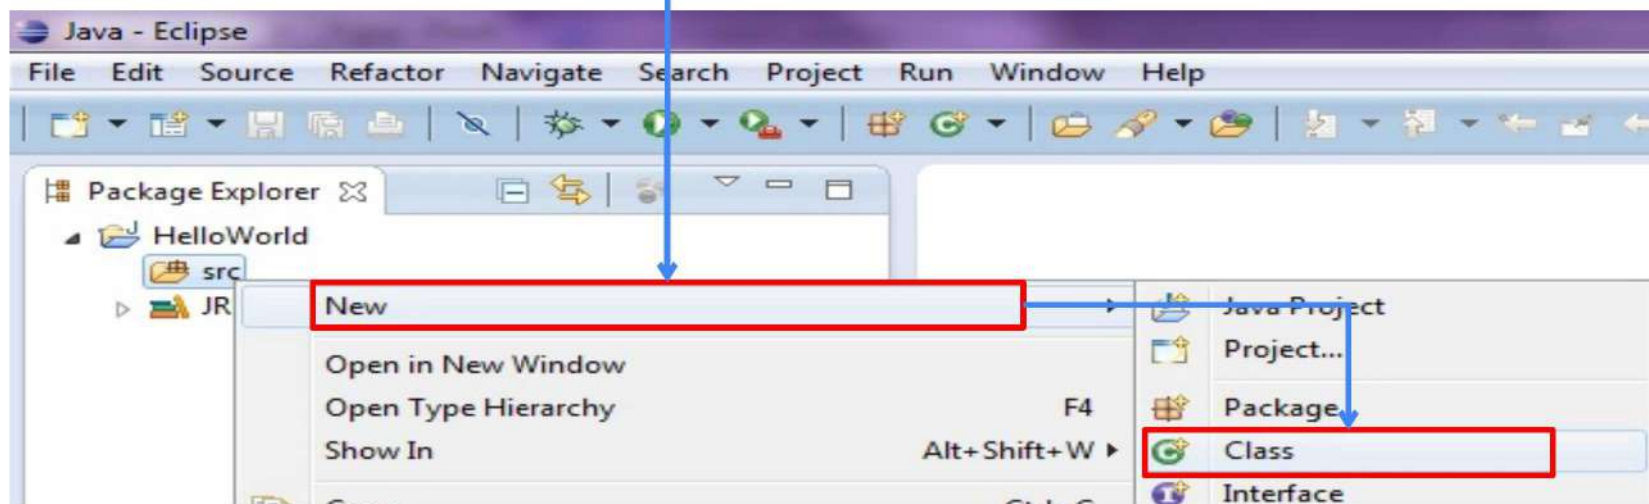 Java - Eclipse
File Edit Source Refactor Navigate Search Project Run Window Help
Package Explorer
HelloWorld
src
JR
New
Open in New Window
Open Type Hierarchy F4
Show In Alt+Shift+W
Java Project
Project...
Package
Class
Interface